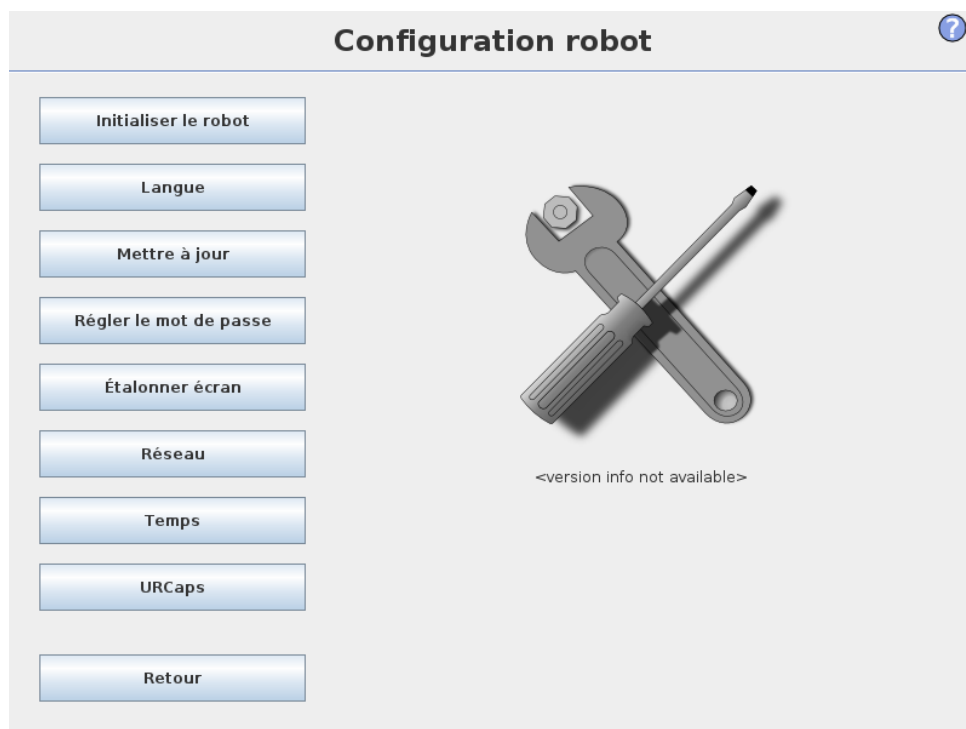 Configuration robot
?
Initialiser le robot
Langue
Mettre à jour
Régler le mot de passe
Étalonner écran
Réseau
Temps
URCaps
Retour
<version info not available>